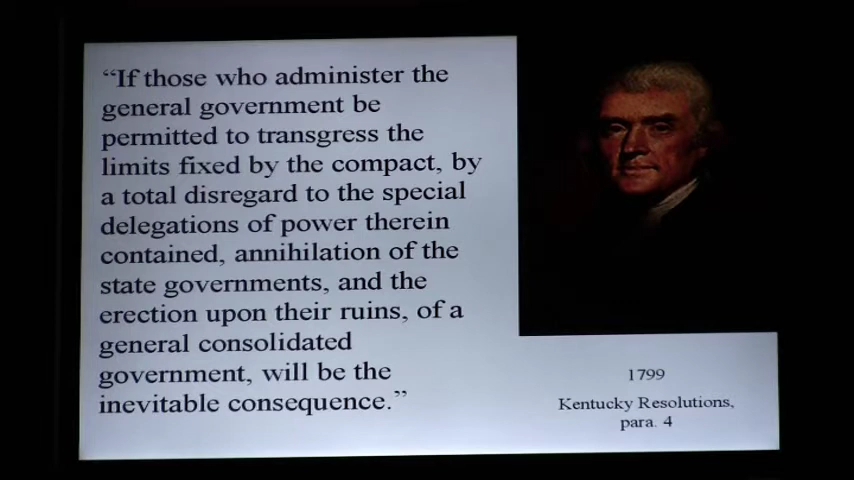 “If those who administer the
general government be
permitted to transgress the
limits fixed by the compact, by
a total disregard to the special
delegations of power therein
contained, annihilation of the
state governments, and the
erection upon their ruins, of a
general consolidated
government, will be the
inevitable consequence.”
1799
Kentucky Resolutions,
para. 4